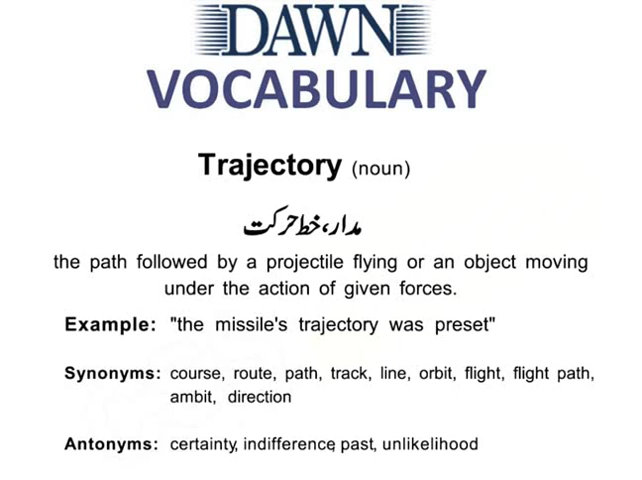 DAWN
VOCABULARY
Trajectory (noun)
مدار، خط حرکت
the path followed by a projectile flying or an object moving
under the action of given forces.
Example: "the missile's trajectory was preset"
Synonyms: course, route, path, track, line, orbit, flight, flight path,
ambit, direction
Antonyms: certainty, indifference, past, unlikelihood